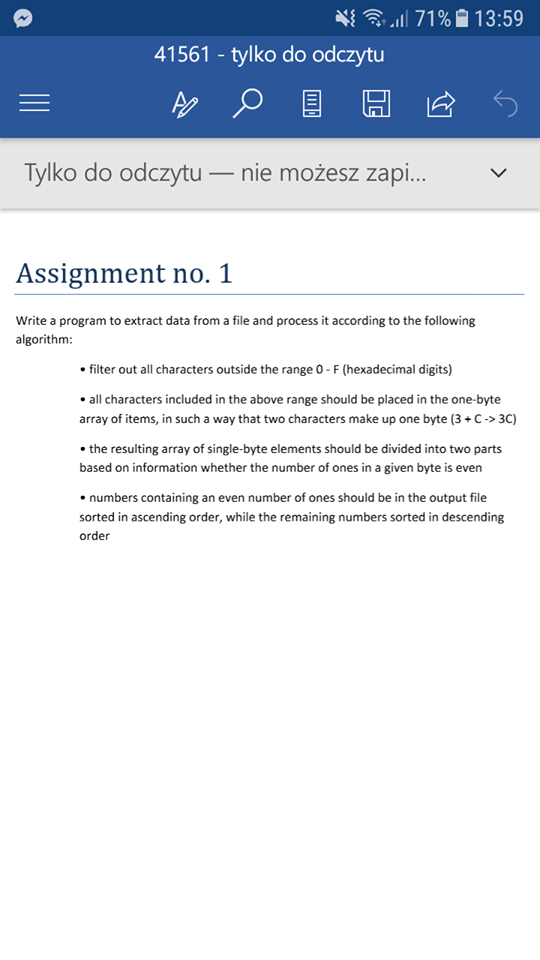 71% 13:59
41561 - tylko do odczytu
Tylko do odczytu — nie możesz zapi...
Assignment no. 1
Write a program to extract data from a file and process it according to the following
algorithm:
• filter out all characters outside the range 0 - F (hexadecimal digits)
• all characters included in the above range should be placed in the one-byte
array of items, in such a way that two characters make up one byte (3 + C -> 3C)
• the resulting array of single-byte elements should be divided into two parts
based on information whether the number of ones in a given byte is even
• numbers containing an even number of ones should be in the output file
sorted in ascending order, while the remaining numbers sorted in descending
order